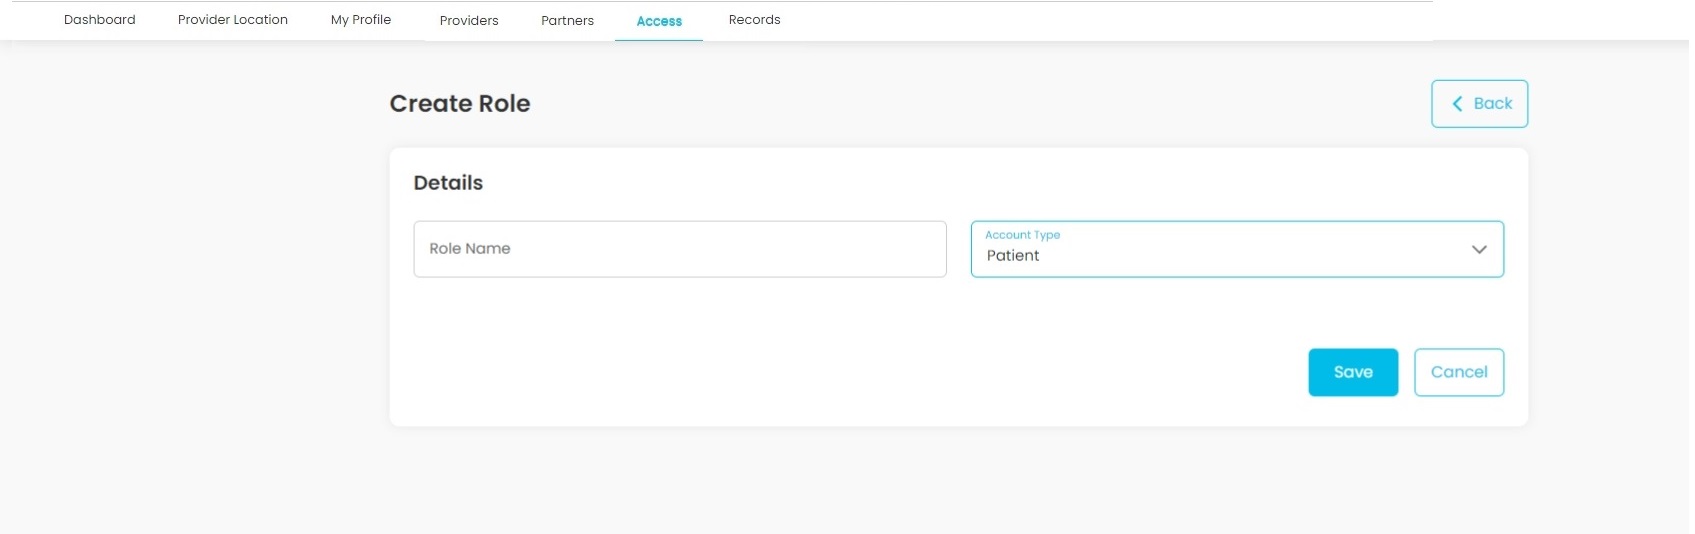 Dashboard Provider Location My Profile Providers Partners Access Records
Create Role
Back
Details
Role Name
Account Type
Patient
Save Cancel